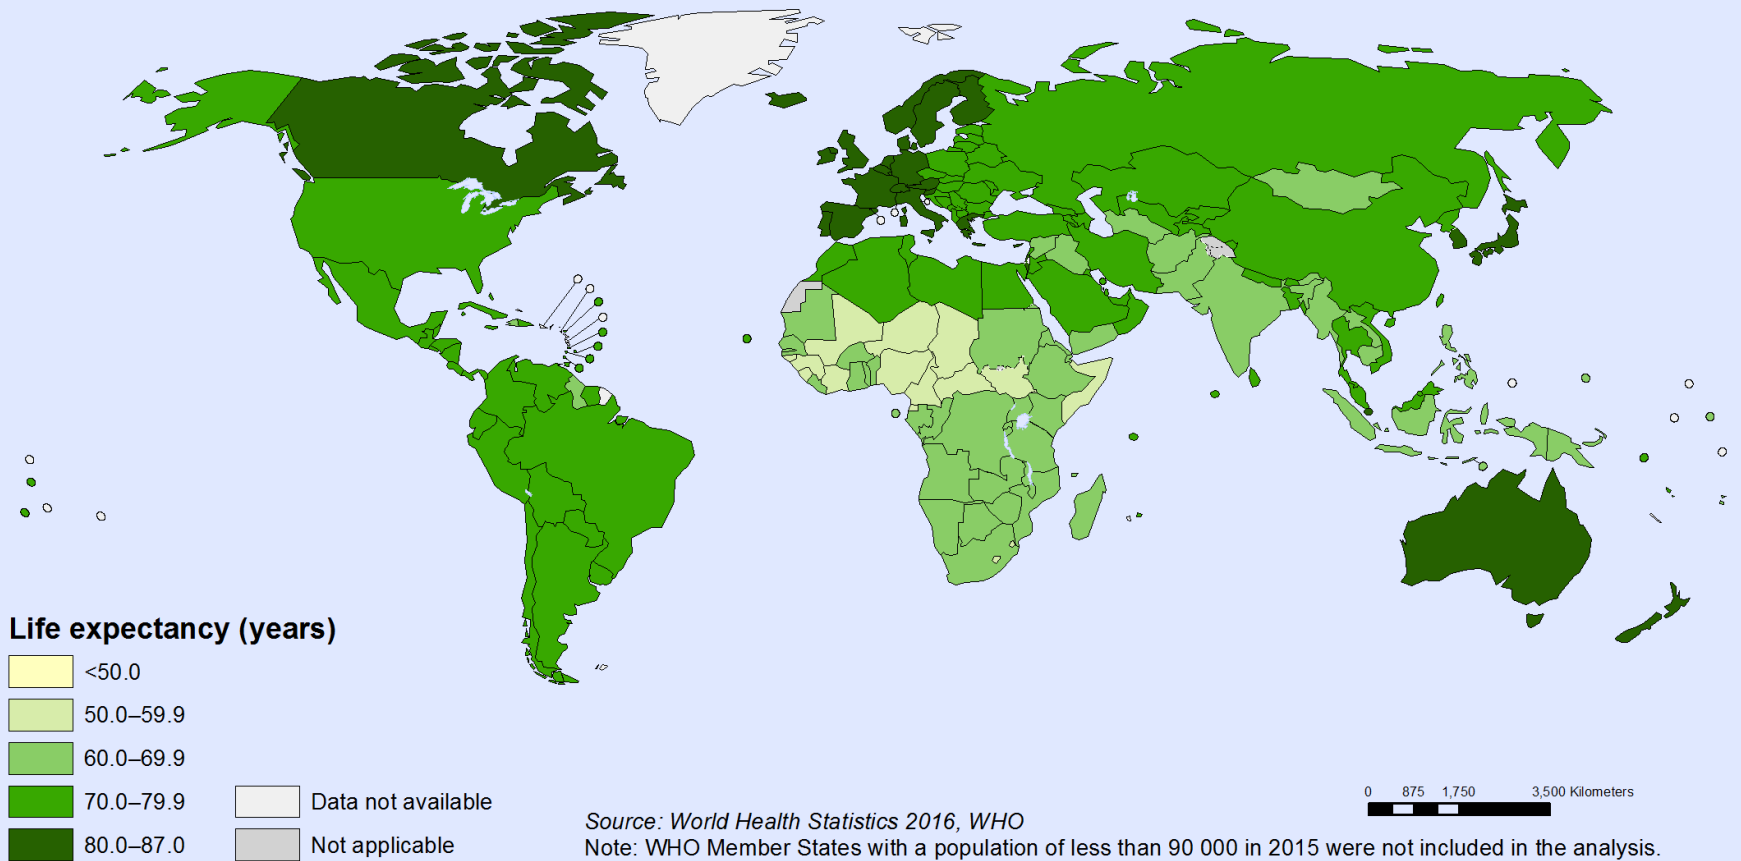 Life expectancy (years)
<50.0
50.0–59.9
60.0–69.9
70.0–79.9
80.0–87.0
Data not available
Not applicable
0 875 1,750 3,500 Kilometers
Source: World Health Statistics 2016, WHO
Note: WHO Member States with a population of less than 90 000 in 2015 were not included in the analysis.